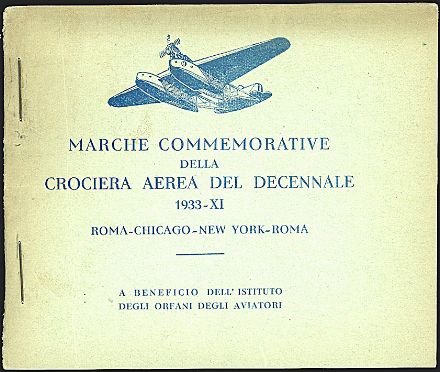 MARCHE COMMEMORATIVE
DELLA
CROCIERA AEREA DEL DECENNALE
1933-XI
ROMA-CHICAGO-NEW YORK-ROMA
A BENEFICIO DELL'ISTITUTO
DEGLI ORFANI DEGLI AVIATORI